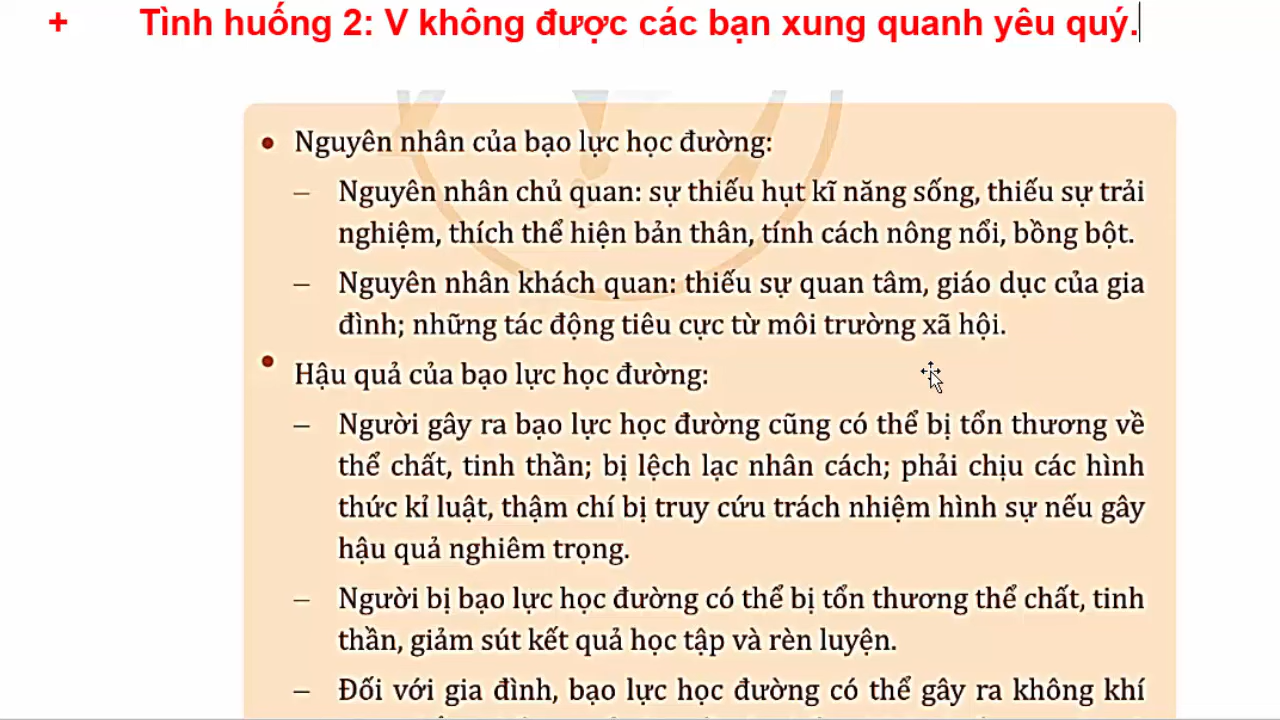 + Tình huống 2: V không được các bạn xung quanh yêu quý.
• Nguyên nhân của bạo lực học đường:
– Nguyên nhân chủ quan: sự thiếu hụt kĩ năng sống, thiếu sự trải
nghiệm, thích thể hiện bản thân, tính cách nông nổi, bồng bột.
– Nguyên nhân khách quan: thiếu sự quan tâm, giáo dục của gia
đình; những tác động tiêu cực từ môi trường xã hội.
• Hậu quả của bạo lực học đường:
– Người gây ra bạo lực học đường cũng có thể bị tổn thương về
thể chất, tinh thần; bị lệch lạc nhân cách; phải chịu các hình
thức kỉ luật, thậm chí bị truy cứu trách nhiệm hình sự nếu gây
hậu quả nghiêm trọng.
– Người bị bạo lực học đường có thể bị tổn thương thể chất, tinh
thần, giảm sút kết quả học tập và rèn luyện.
– Đối với gia đình, bạo lực học đường có thể gây ra không khí